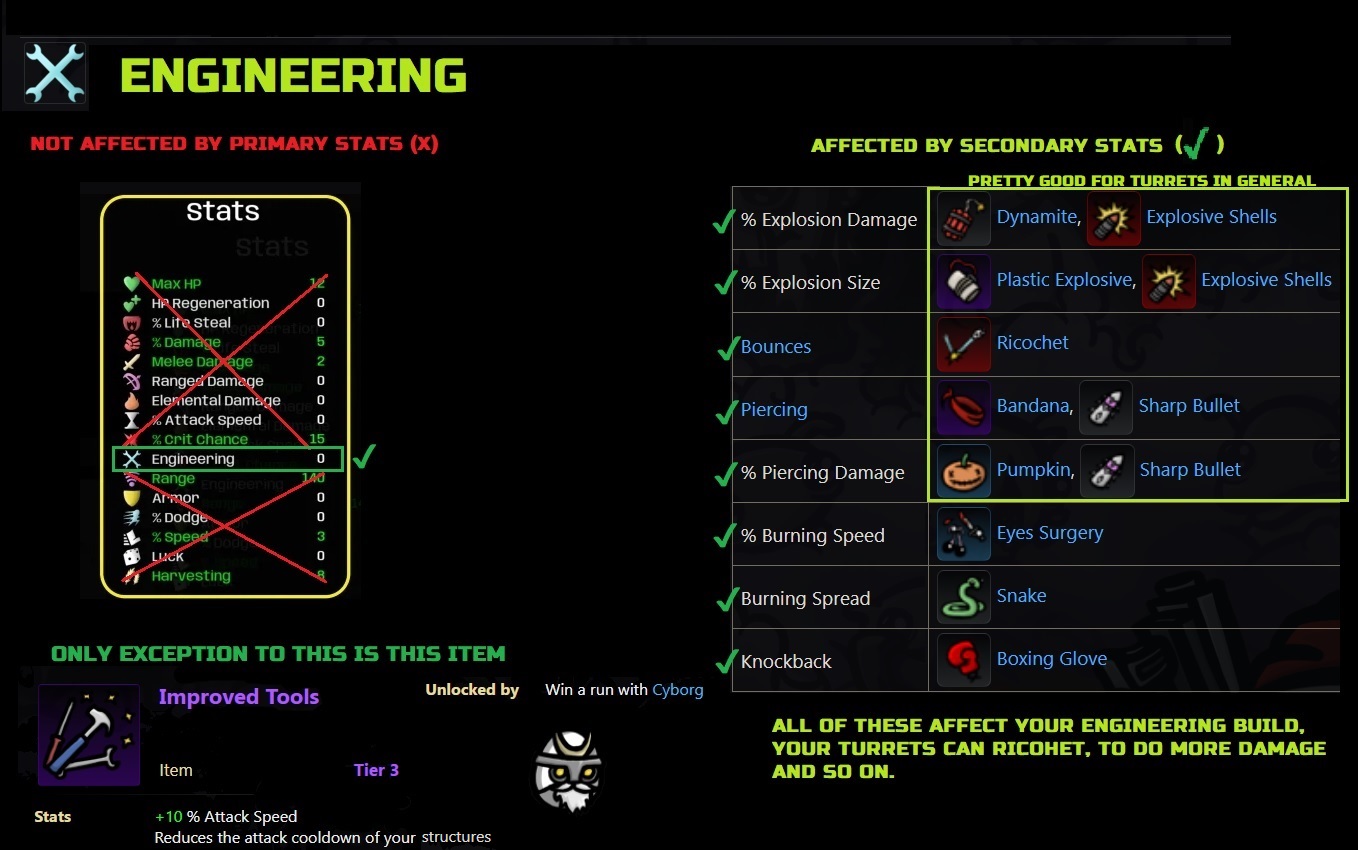 ENGINEERING
NOT AFFECTED BY PRIMARY STATS (X)
Stats
Stats
Max HP 12
HP Regeneration 0
% Life Steal 0
% Damage 5
Melee Damage 2
Ranged Damage 0
Elemental Damage 0
% Attack Speed 0
% Crit Chance 15
Engineering 0
Range 140
Armor 0
% Dodge 0
% Speed 3
Luck 0
Harvesting 8
ONLY EXCEPTION TO THIS IS THIS ITEM
Improved Tools
Unlocked by Win a run with Cyborg
Item Tier 3
Stats +10 % Attack Speed
Reduces the attack cooldown of your structures
AFFECTED BY SECONDARY STATS (✓)
PRETTY GOOD FOR TURRETS IN GENERAL
% Explosion Damage Dynamite, Explosive Shells
% Explosion Size Plastic Explosive, Explosive Shells
Bounces Ricochet
Piercing Bandana, Sharp Bullet
% Piercing Damage Pumpkin, Sharp Bullet
% Burning Speed Eyes Surgery
Burning Spread Snake
Knockback Boxing Glove
ALL OF THESE AFFECT YOUR ENGINEERING BUILD,
YOUR TURRETS CAN RICOHET, TO DO MORE DAMAGE
AND SO ON.